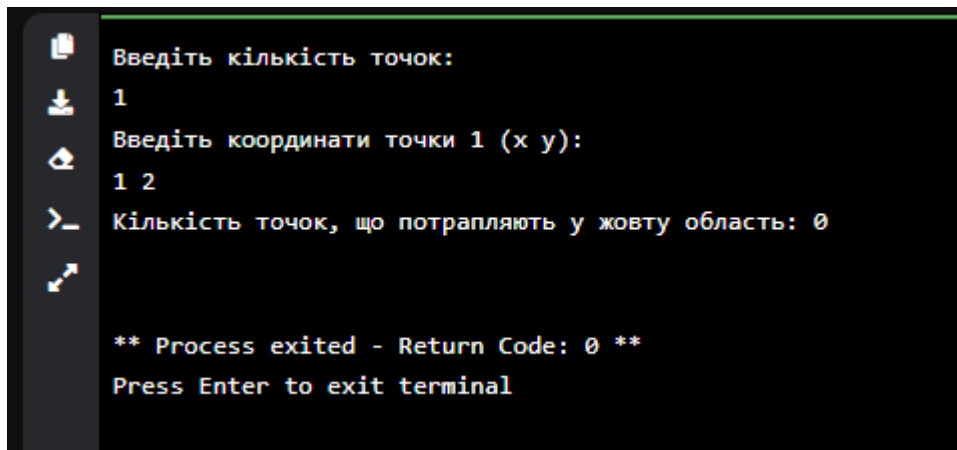 Введіть кількість точок:
1
Введіть координати точки 1 (x y):
1 2
Кількість точок, що потрапляють у жовту область: 0
** Process exited - Return Code: 0 **
Press Enter to exit terminal